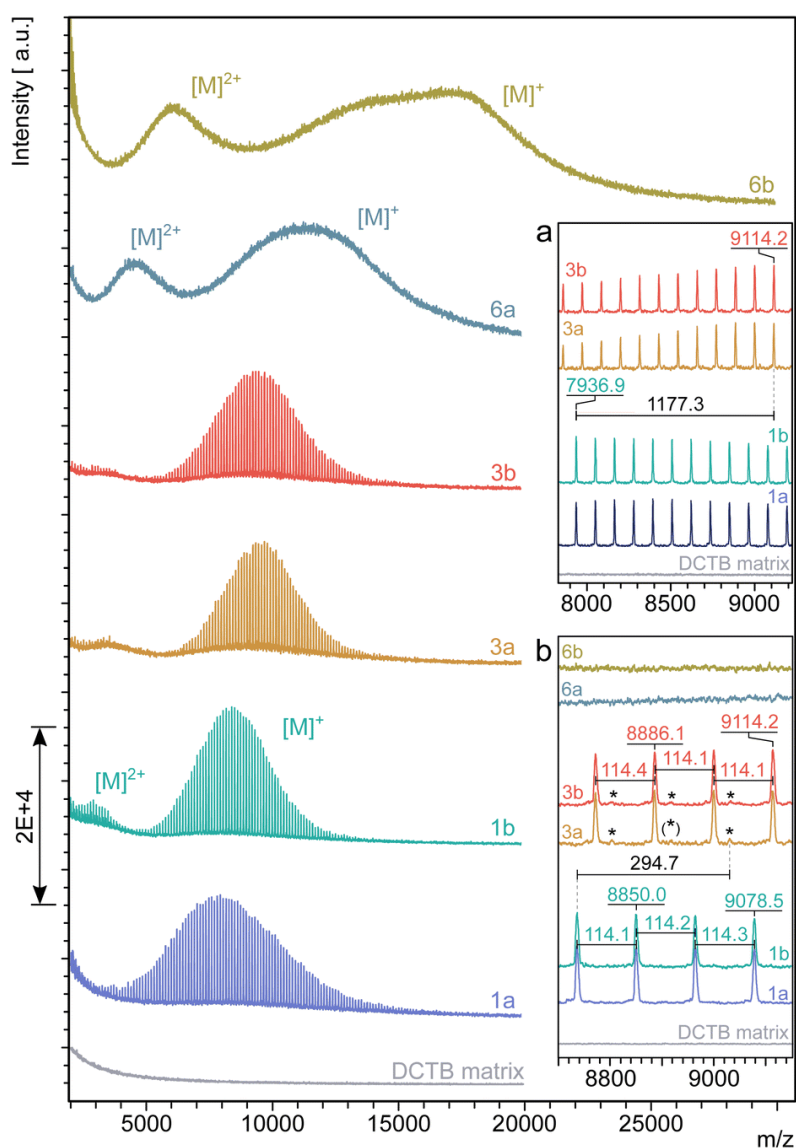 Intensity [ a.u.]
[M]2+
[M]+
6b
[M]2+
[M]+
6a
3b
3a
[M]+
[M]2+
1b
2E+4
1a
DCTB matrix
5000 10000 15000 20000 25000 m/z
a
9114.2
3b
3a
7936.9
1177.3
1b
1a
DCTB matrix
8000 8500 9000
b
6b
6a
9114.2
8886.1
114.1
114.4 114.1
3b * * *
3a * (*) *
294.7
8850.0 9078.5
114.2
114.1 114.3
1b
1a
DCTB matrix
8800 9000